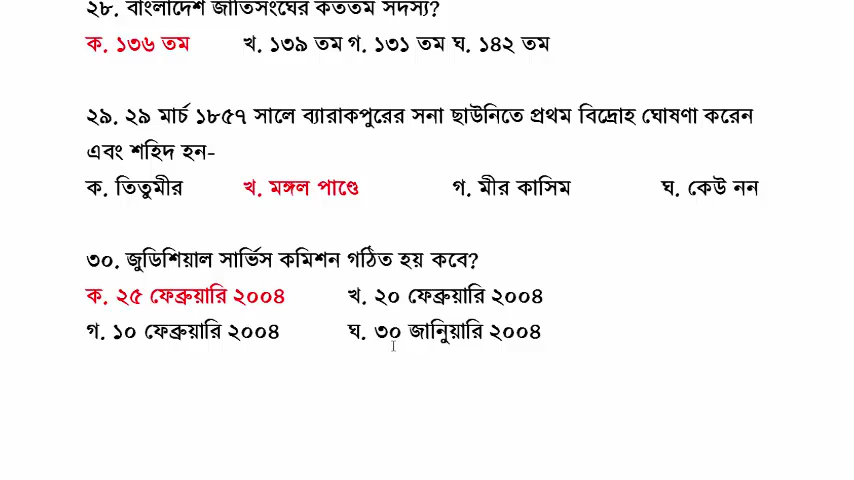 ২৮. বাংলাদেশ জাতিসংঘের কততম সদস্য?
ক. ১৩৬ তম খ. ১৩৯ তম গ. ১৩১ তম ঘ. ১৪২ তম
২৯. ২৯ মার্চ ১৮৫৭ সালে ব্যারাকপুরের সনা ছাউনিতে প্রথম বিদ্রোহ ঘোষণা করেন
এবং শহিদ হন-
ক. তিতুমীর খ. মঙ্গল পাণ্ডে গ. মীর কাসিম ঘ. কেউ নন
৩০. জুডিশিয়াল সার্ভিস কমিশন গঠিত হয় কবে?
ক. ২৫ ফেব্রুয়ারি ২০০৪ খ. ২০ ফেব্রুয়ারি ২০০৪
গ. ১০ ফেব্রুয়ারি ২০০৪ ঘ. ৩০ জানুিয়ারি ২০০৪